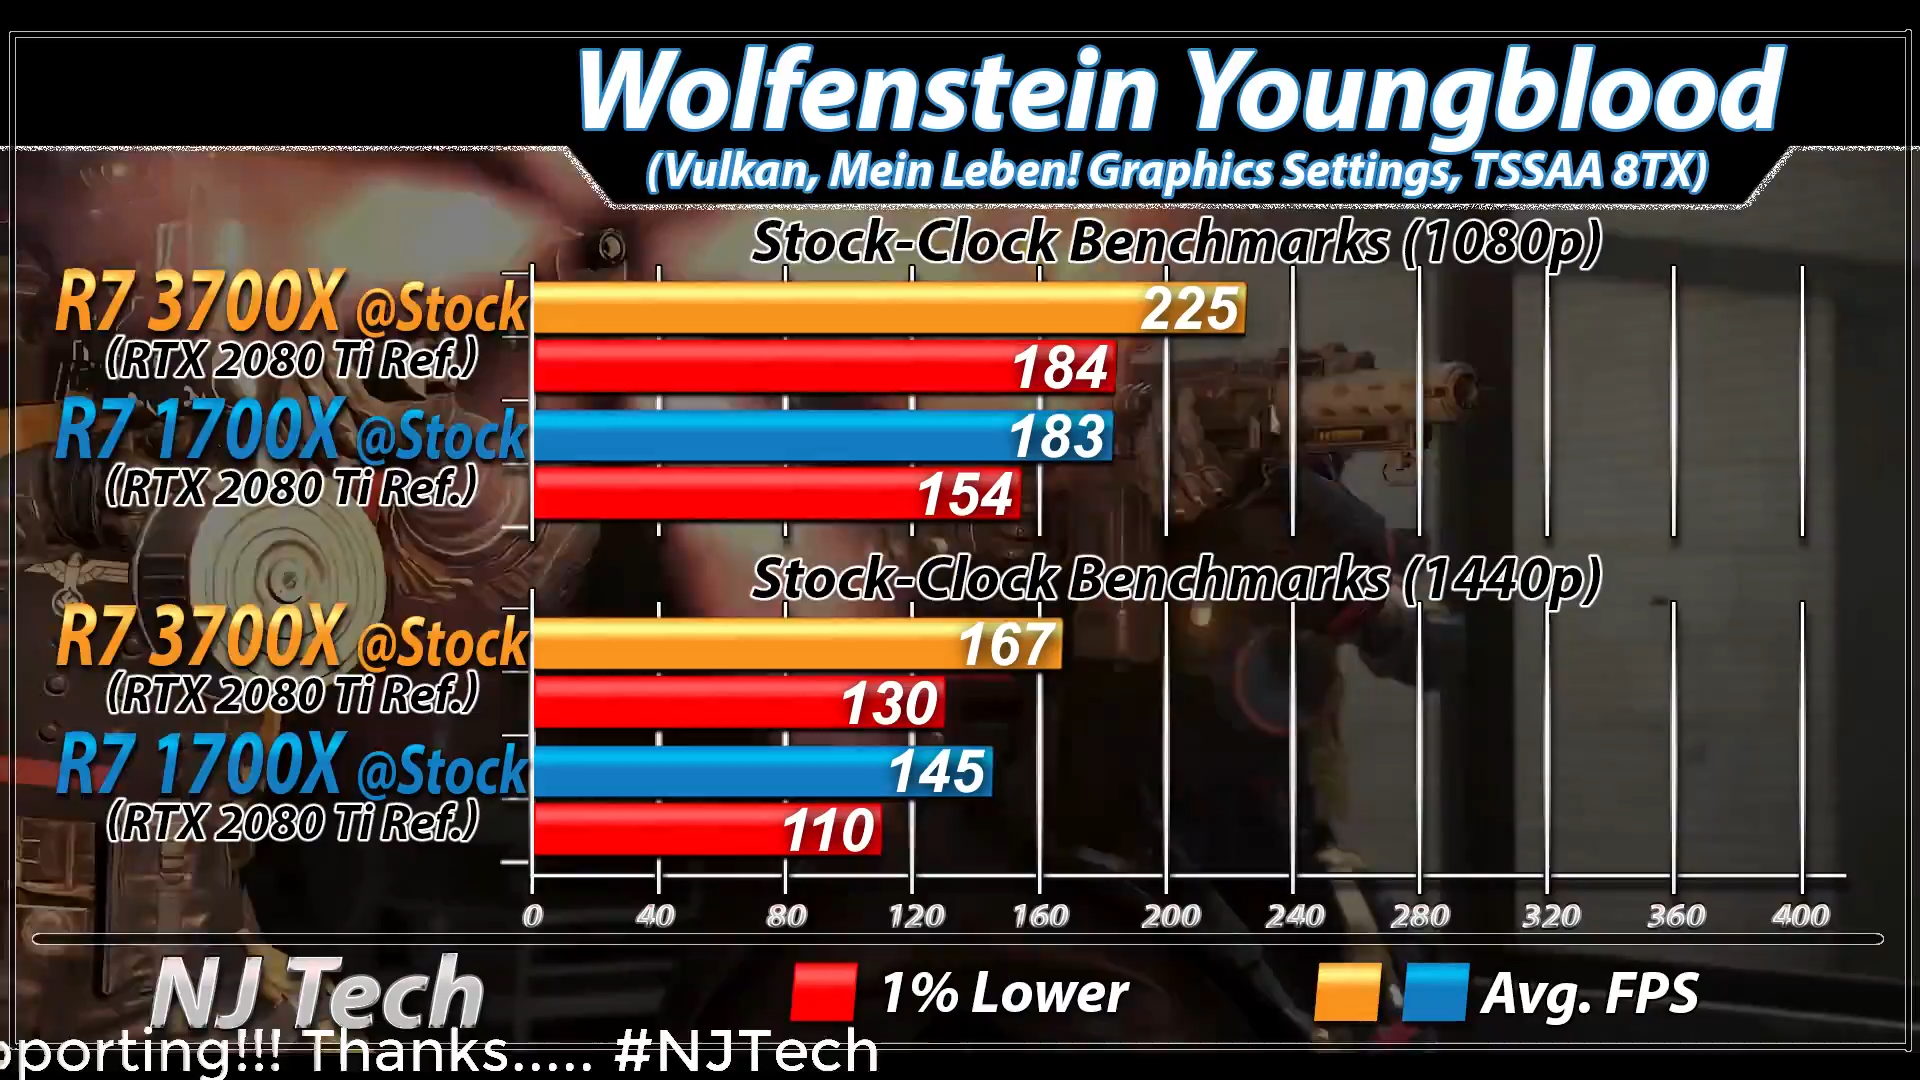 Wolfenstein Youngblood
(Vulkan, Mein Leben! Graphics Settings, TSSAA 8TX)
Stock-Clock Benchmarks (1080p)
R7 3700X @Stock
(RTX 2080 Ti Ref.)
225
184
R7 1700X @Stock
(RTX 2080 Ti Ref.)
183
154
Stock-Clock Benchmarks (1440p)
R7 3700X @Stock
(RTX 2080 Ti Ref.)
167
130
R7 1700X @Stock
(RTX 2080 Ti Ref.)
145
110
0 40 80 120 160 200 240 280 320 360 400
NJ Tech
1% Lower
Avg. FPS
pporting!!! Thanks..... #NJTech